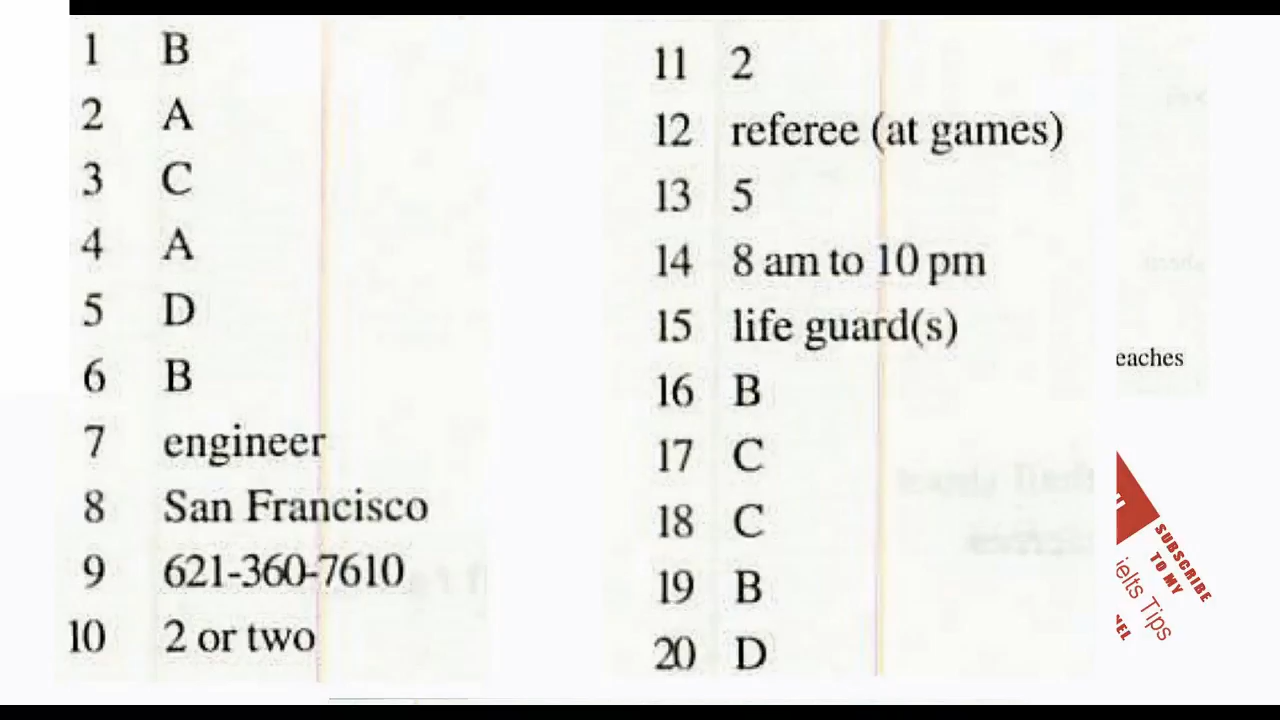 1 B
2 A
3 C
4 A
5 D
6 B
7 engineer
8 San Francisco
9 621-360-7610
10 2 or two
11 2
12 referee (at games)
13 5
14 8 am to 10 pm
15 life guard(s)
16 B
17 C
18 C
19 B
20 D
eaches
SUBSCRIBE
TO MY
ielts Tips
NEL